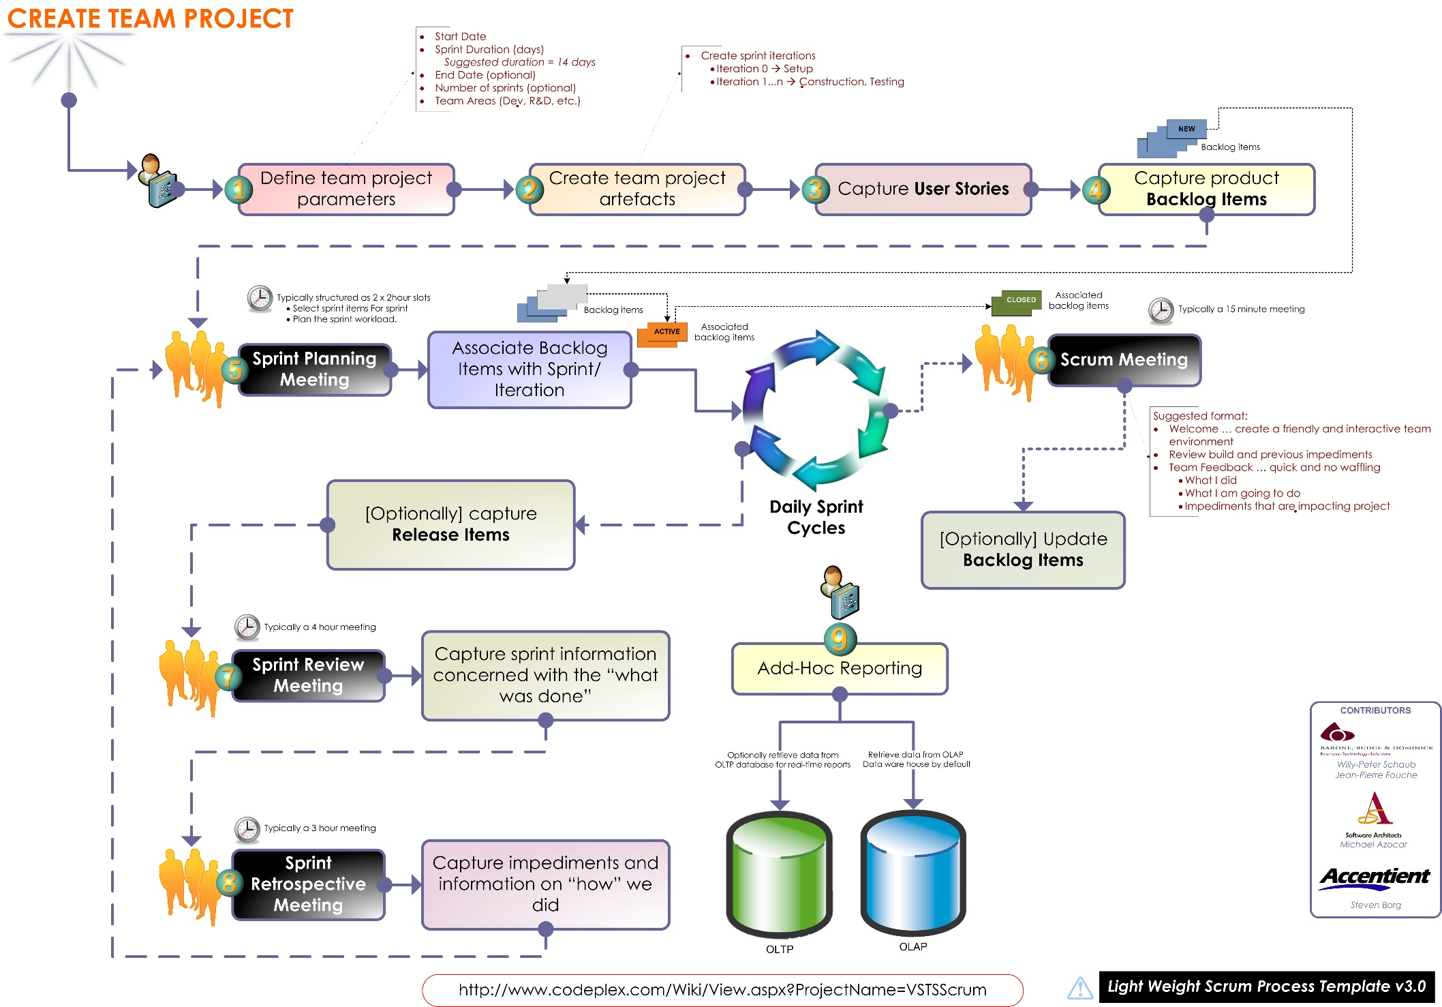 CREATE TEAM PROJECT
Start Date
Sprint Duration (days)
Suggested duration = 14 days
End Date (optional)
Number of sprints (optional)
Team Areas (Dev, R&D, etc.)
Create sprint iterations
Iteration 0 → Setup
Iteration 1...n → Construction, Testing
NEW
Backlog items
1
Define team project
parameters
2
Create team project
artefacts
3
Capture User Stories
4
Capture product
Backlog Items
Typically structured as 2 x 2hour slots
Select sprint items For sprint
Plan the sprint workload.
Backlog items
ACTIVE
Associated
backlog items
CLOSED
Associated
backlog items
Typically a 15 minute meeting
5
Sprint Planning
Meeting
Associate Backlog
Items with Sprint/
Iteration
6
Scrum Meeting
Suggested format:
Welcome ... create a friendly and interactive team
environment
Review build and previous impediments
Team Feedback ... quick and no waffling
What I did
What I am going to do
Impediments that are impacting project
Daily Sprint
Cycles
[Optionally] capture
Release Items
[Optionally] Update
Backlog Items
Typically a 4 hour meeting
7
Sprint Review
Meeting
Capture sprint information
concerned with the “what
was done”
9
Add-Hoc Reporting
Optionally retrieve data from
OLTP database for real-time reports
Retrieve data from OLAP
Data ware house by default
OLTP
OLAP
Typically a 3 hour meeting
8
Sprint
Retrospective
Meeting
Capture impediments and
information on “how” we
did
CONTRIBUTORS
BARONE, BUDGE & DOMINICK
Business-Technology-Solutions
Willy-Peter Schaub
Jean-Pierre Fouche
Software Architects
Michael Azocar
Accentient
Steven Borg
http://www.codeplex.com/Wiki/View.aspx?ProjectName=VSTSScrum
Light Weight Scrum Process Template v3.0